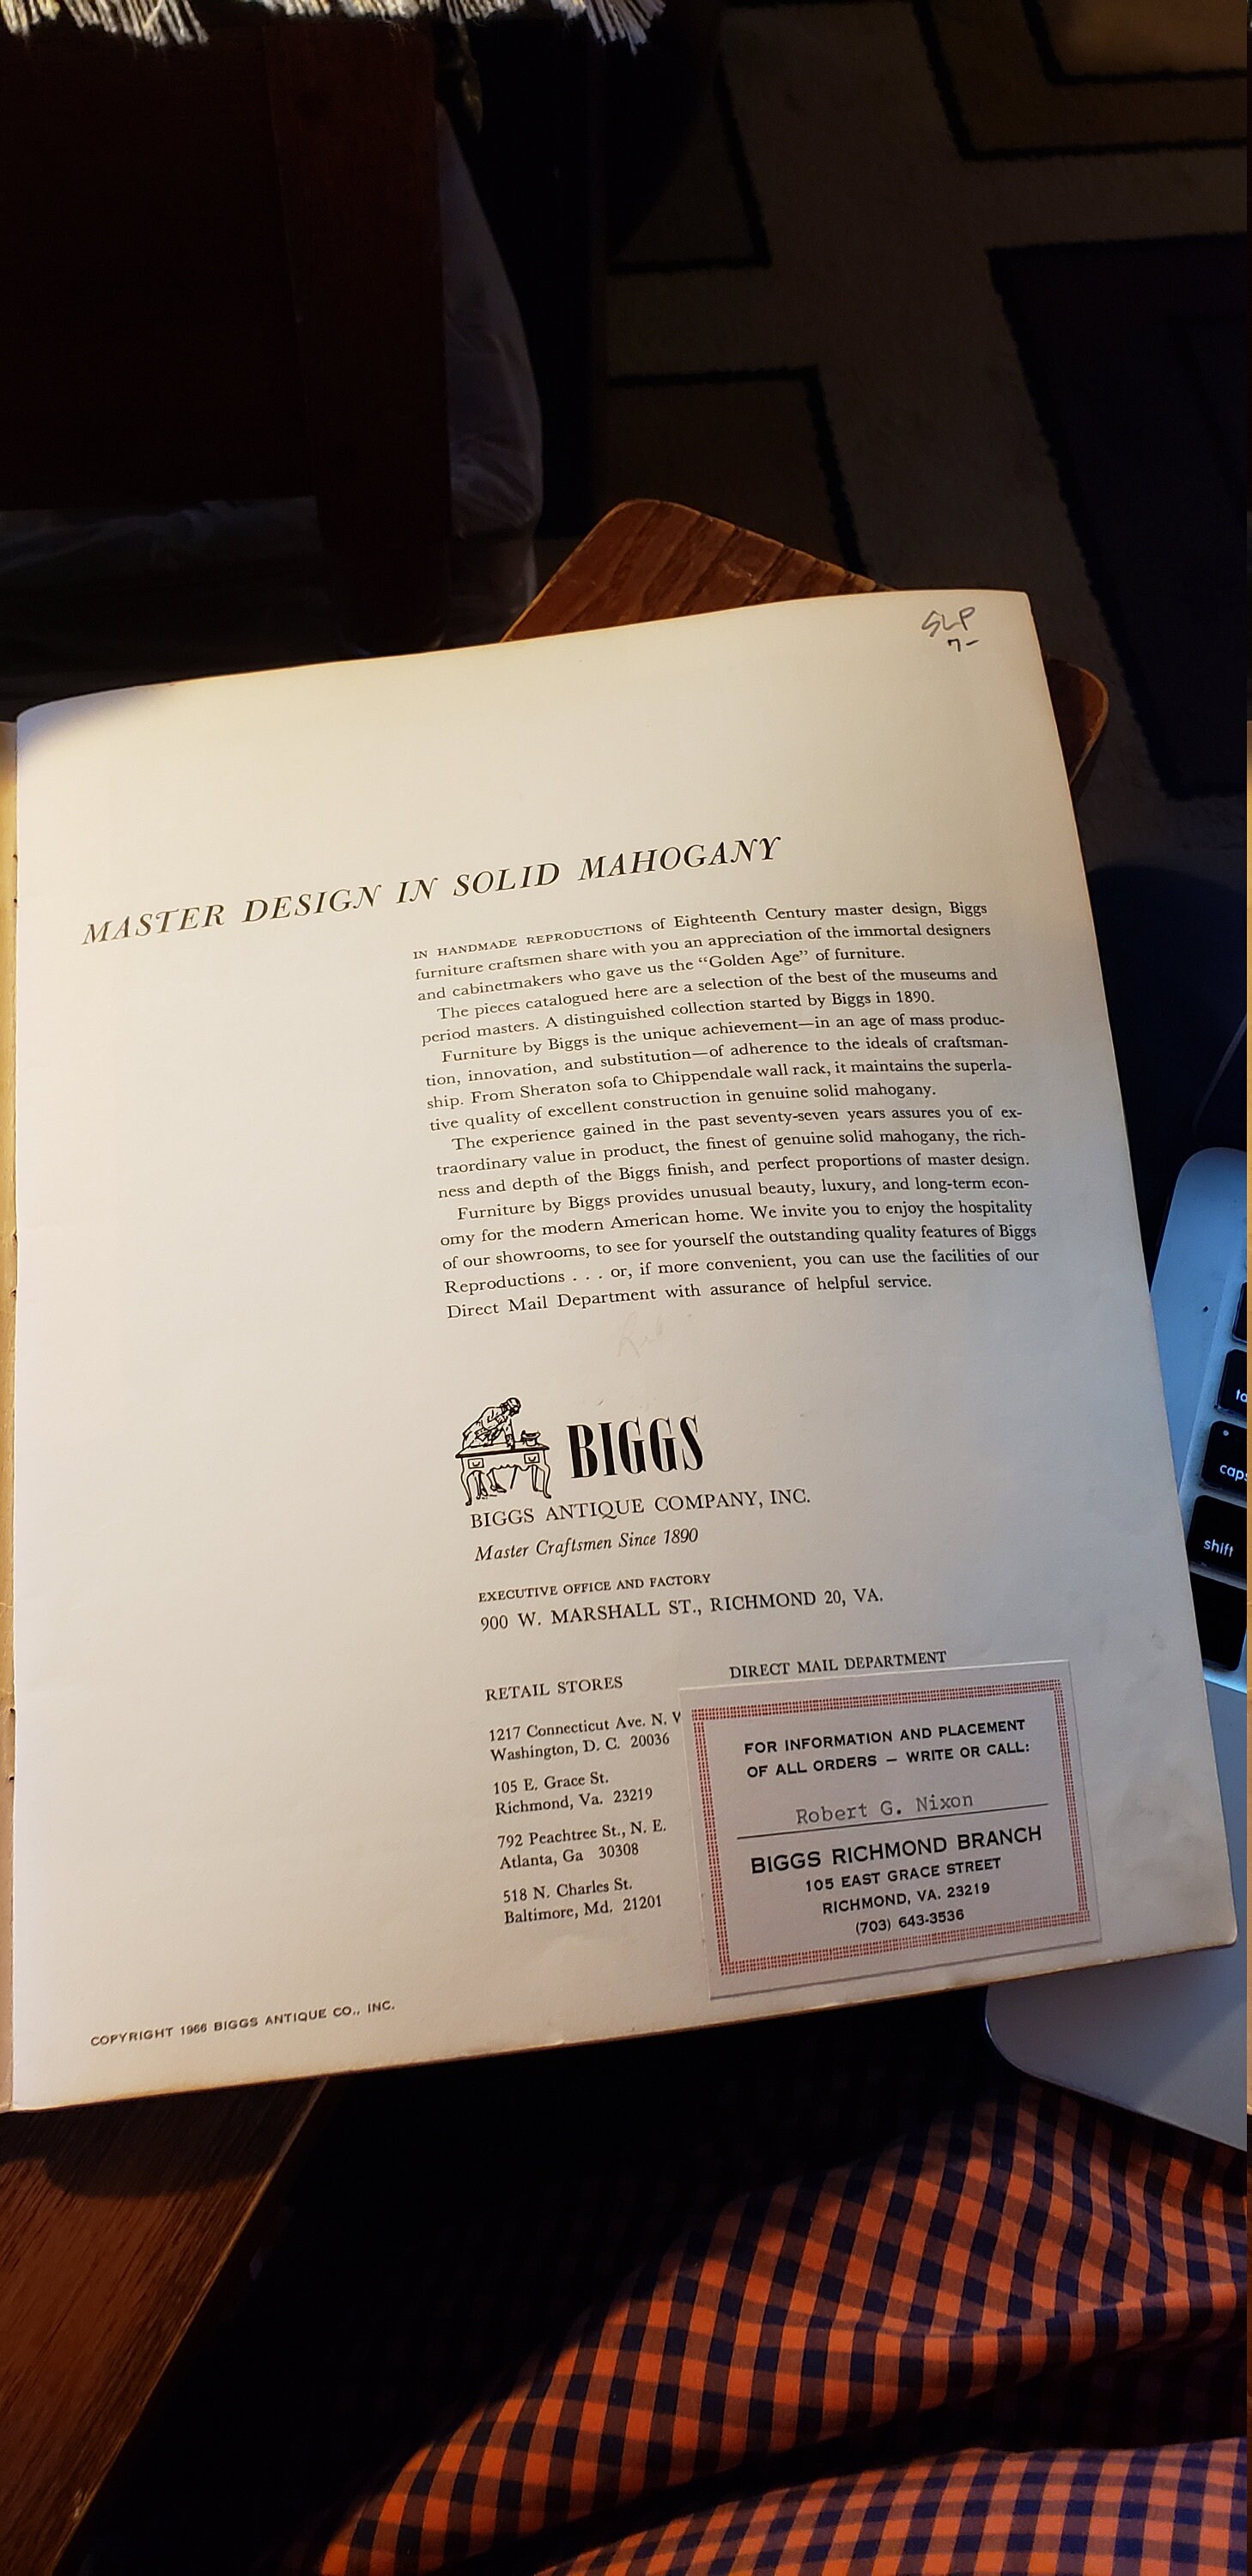 SLP
7-
MASTER DESIGN IN SOLID MAHOGANY
IN HANDMADE REPRODUCTIONS of Eighteenth Century master design, Biggs
furniture craftsmen share with you an appreciation of the immortal designers
and cabinetmakers who gave us the “Golden Age” of furniture.
The pieces catalogued here are a selection of the best of the museums and
period masters. A distinguished collection started by Biggs in 1890.
Furniture by Biggs is the unique achievement—in an age of mass produc-
tion, innovation, and substitution—of adherence to the ideals of craftsman-
ship. From Sheraton sofa to Chippendale wall rack, it maintains the superla-
tive quality of excellent construction in genuine solid mahogany.
The experience gained in the past seventy-seven years assures you of ex-
traordinary value in product, the finest of genuine solid mahogany, the rich-
ness and depth of the Biggs finish, and perfect proportions of master design.
Furniture by Biggs provides unusual beauty, luxury, and long-term econ-
omy for the modern American home. We invite you to enjoy the hospitality
of our showrooms, to see for yourself the outstanding quality features of Biggs
Reproductions . . . or, if more convenient, you can use the facilities of our
Direct Mail Department with assurance of helpful service.
BIGGS
BIGGS ANTIQUE COMPANY, INC.
Master Craftsmen Since 1890
EXECUTIVE OFFICE AND FACTORY
900 W. MARSHALL ST., RICHMOND 20, VA.
RETAIL STORES
1217 Connecticut Ave. N. W
Washington, D. C. 20036
105 E. Grace St.
Richmond, Va. 23219
792 Peachtree St., N. E.
Atlanta, Ga 30308
518 N. Charles St.
Baltimore, Md. 21201
DIRECT MAIL DEPARTMENT
FOR INFORMATION AND PLACEMENT
OF ALL ORDERS — WRITE OR CALL:
Robert G. Nixon
BIGGS RICHMOND BRANCH
105 EAST GRACE STREET
RICHMOND, VA. 23219
(703) 643-3536
COPYRIGHT 1966 BIGGS ANTIQUE CO., INC.
caps
shift